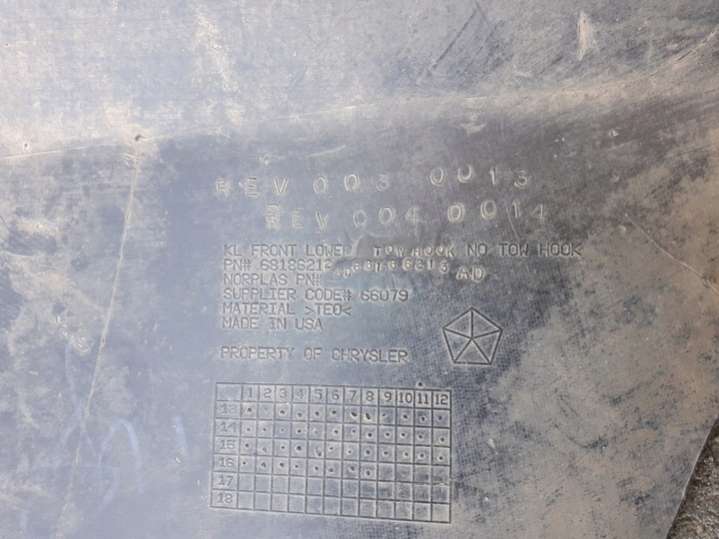 REV 003 0013
REV 004 0014
KL FRONT LOWER TOW HOOK NO TOW HOOK
PN# 68186212 AD
NORPLAS PN#
SUPPLIER CODE# 66079
MATERIAL >TEO<
MADE IN USA
PROPERTY OF CHRYSLER
1 2 3 4 5 6 7 8 9 10 11 12
13
14
15
16
17
18